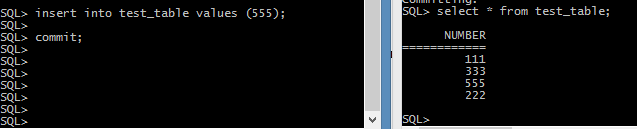 SQL> insert into test_table values (555);
SQL>
SQL> commit;
SQL>
SQL>
SQL>
SQL>
SQL>
SQL>
SQL>
SQL> select * from test_table;
NUMBER
============
111
333
555
222
SQL>